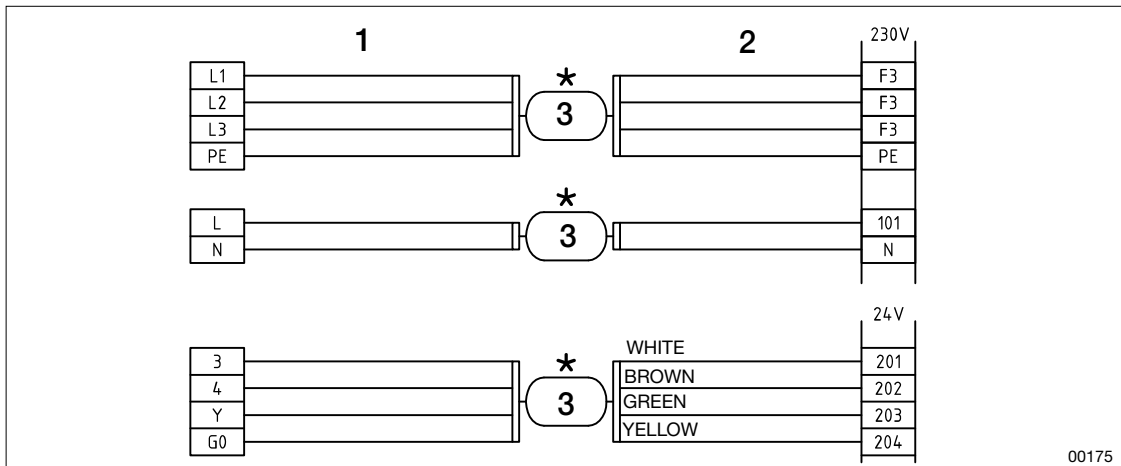 1 2 230V
L1 * F3
L2 3 F3
L3 F3
PE PE
*
L 3 101
N N
24V
3 * WHITE 201
4 3 BROWN 202
Y GREEN 203
G0 YELLOW 204
00175